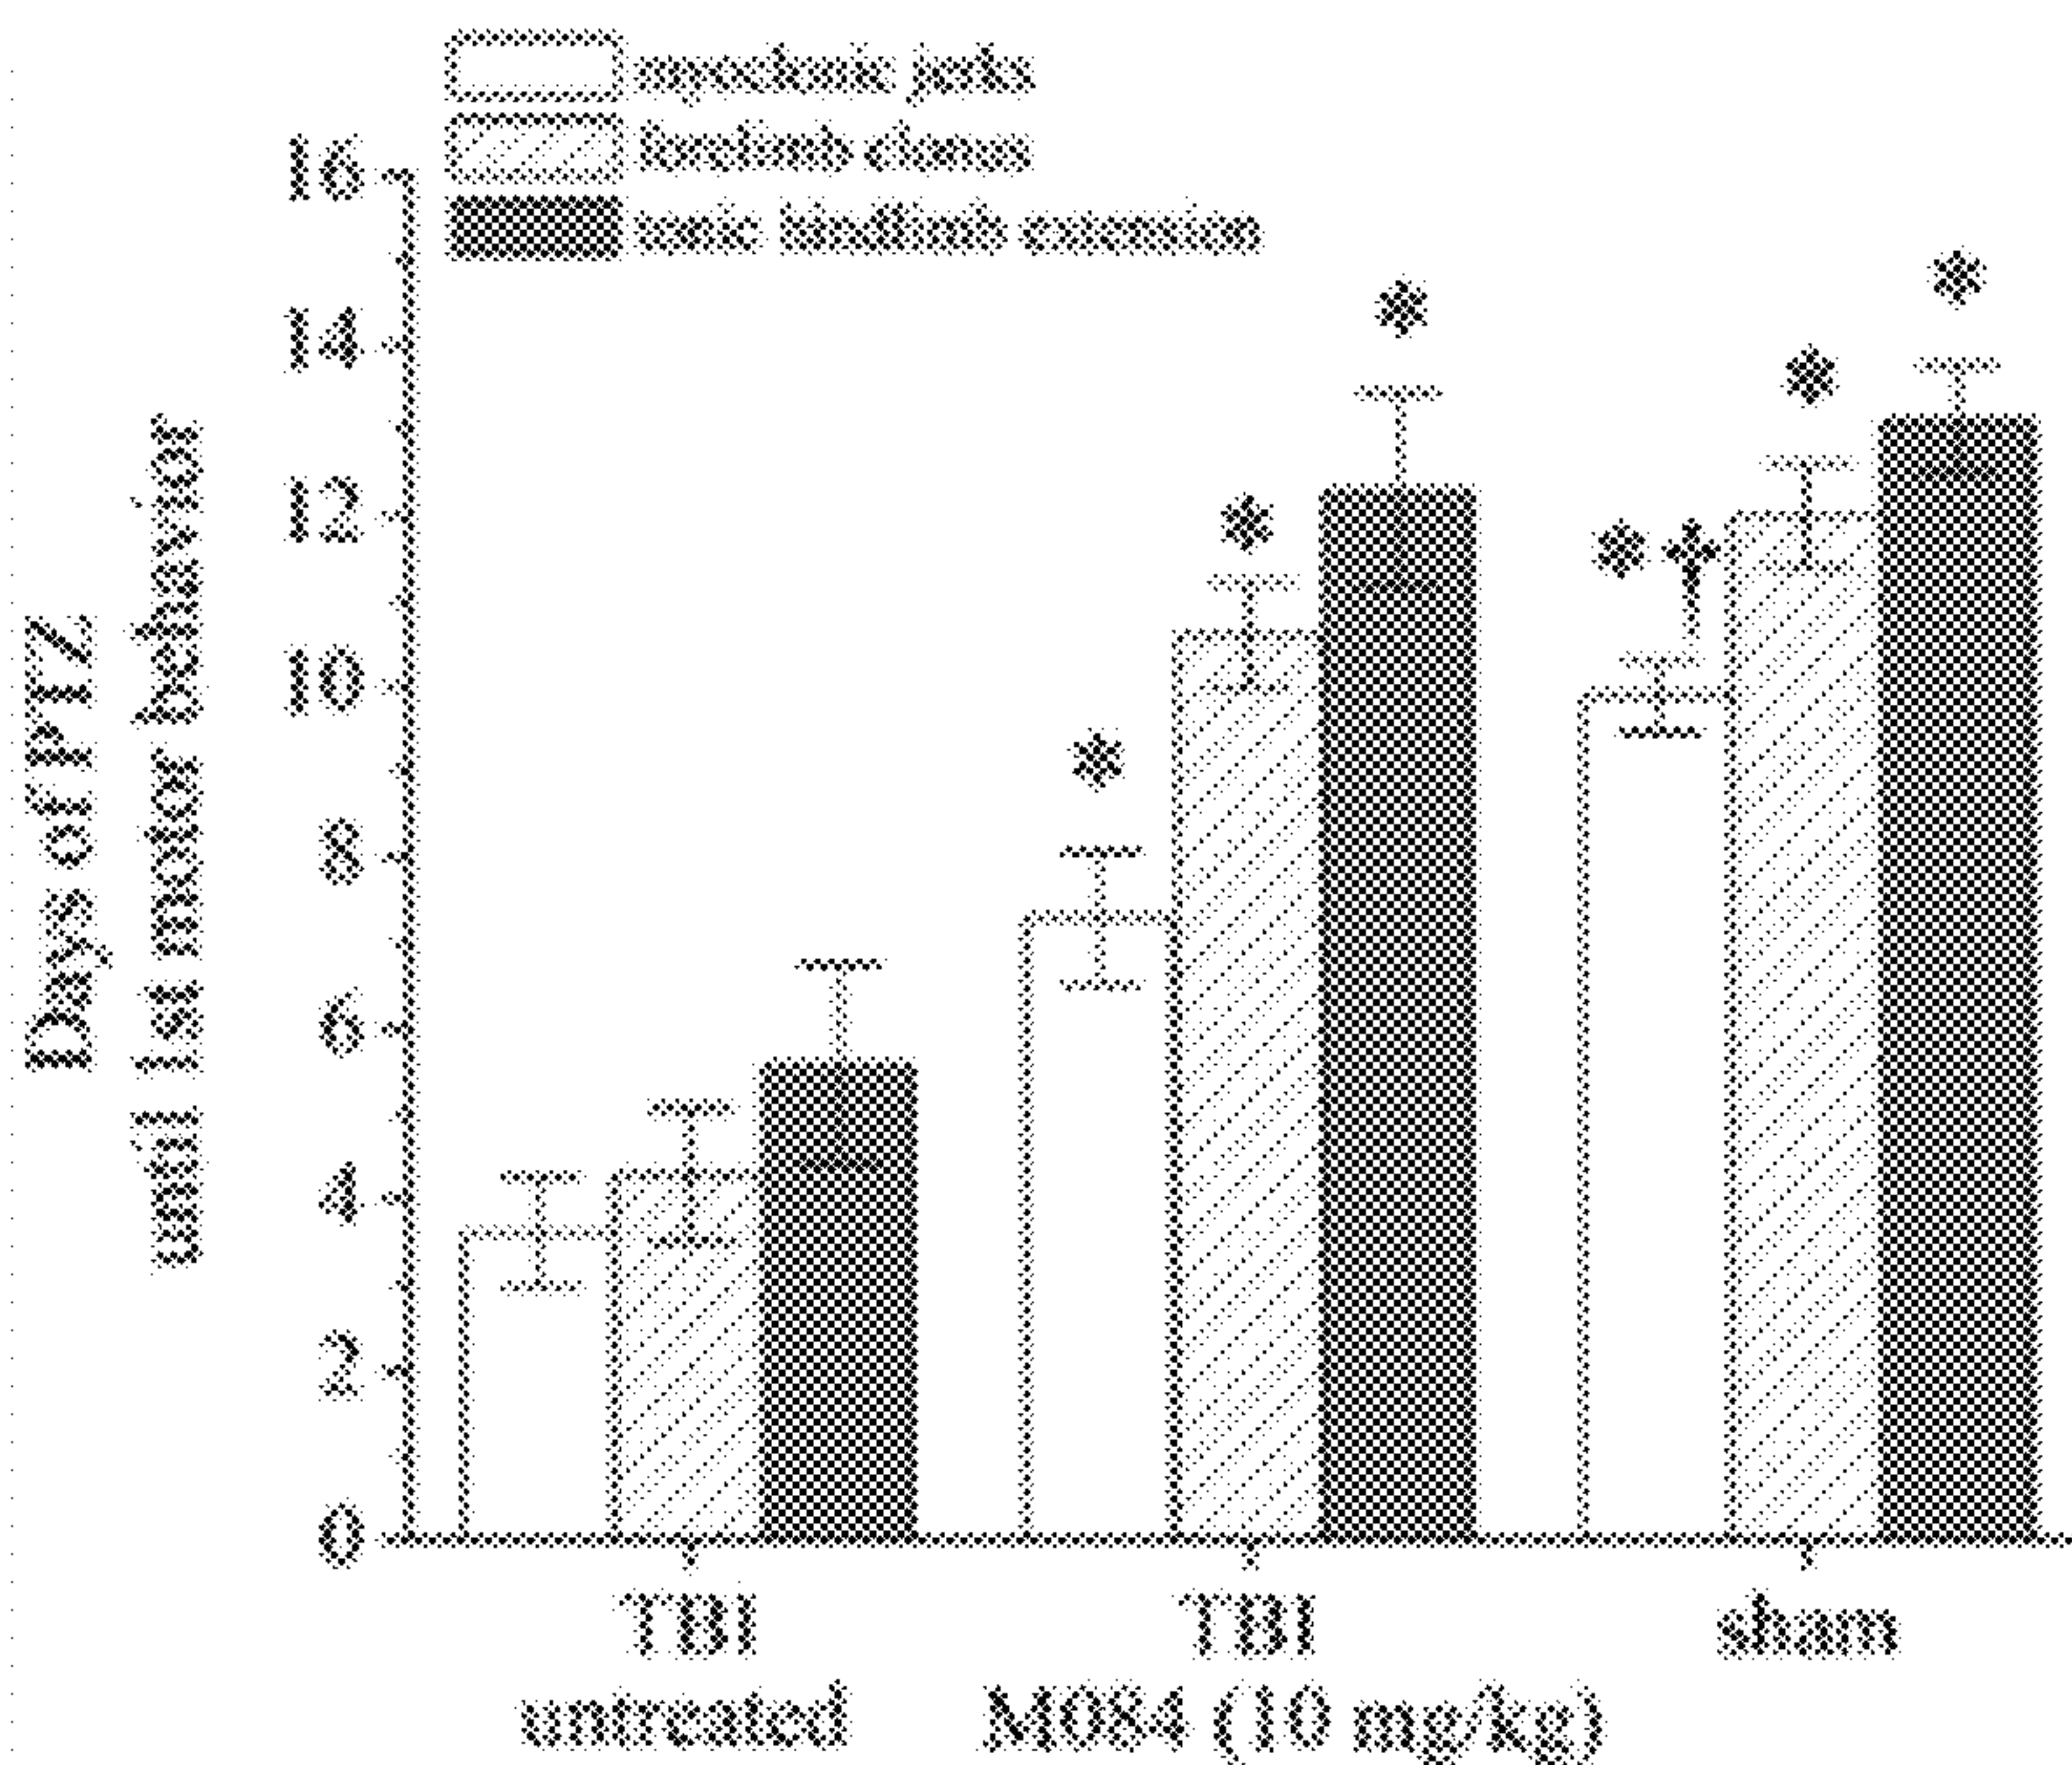 myoclonic jerks
forelimb clonus
tonic hindlimb extension
Days of PTZ
until 1st motor behavior
16
14
12
10
8
6
4
2
0
*
*
*
*†
*
*
TBI
untreated
TBI
M084 (10 mg/kg)
sham